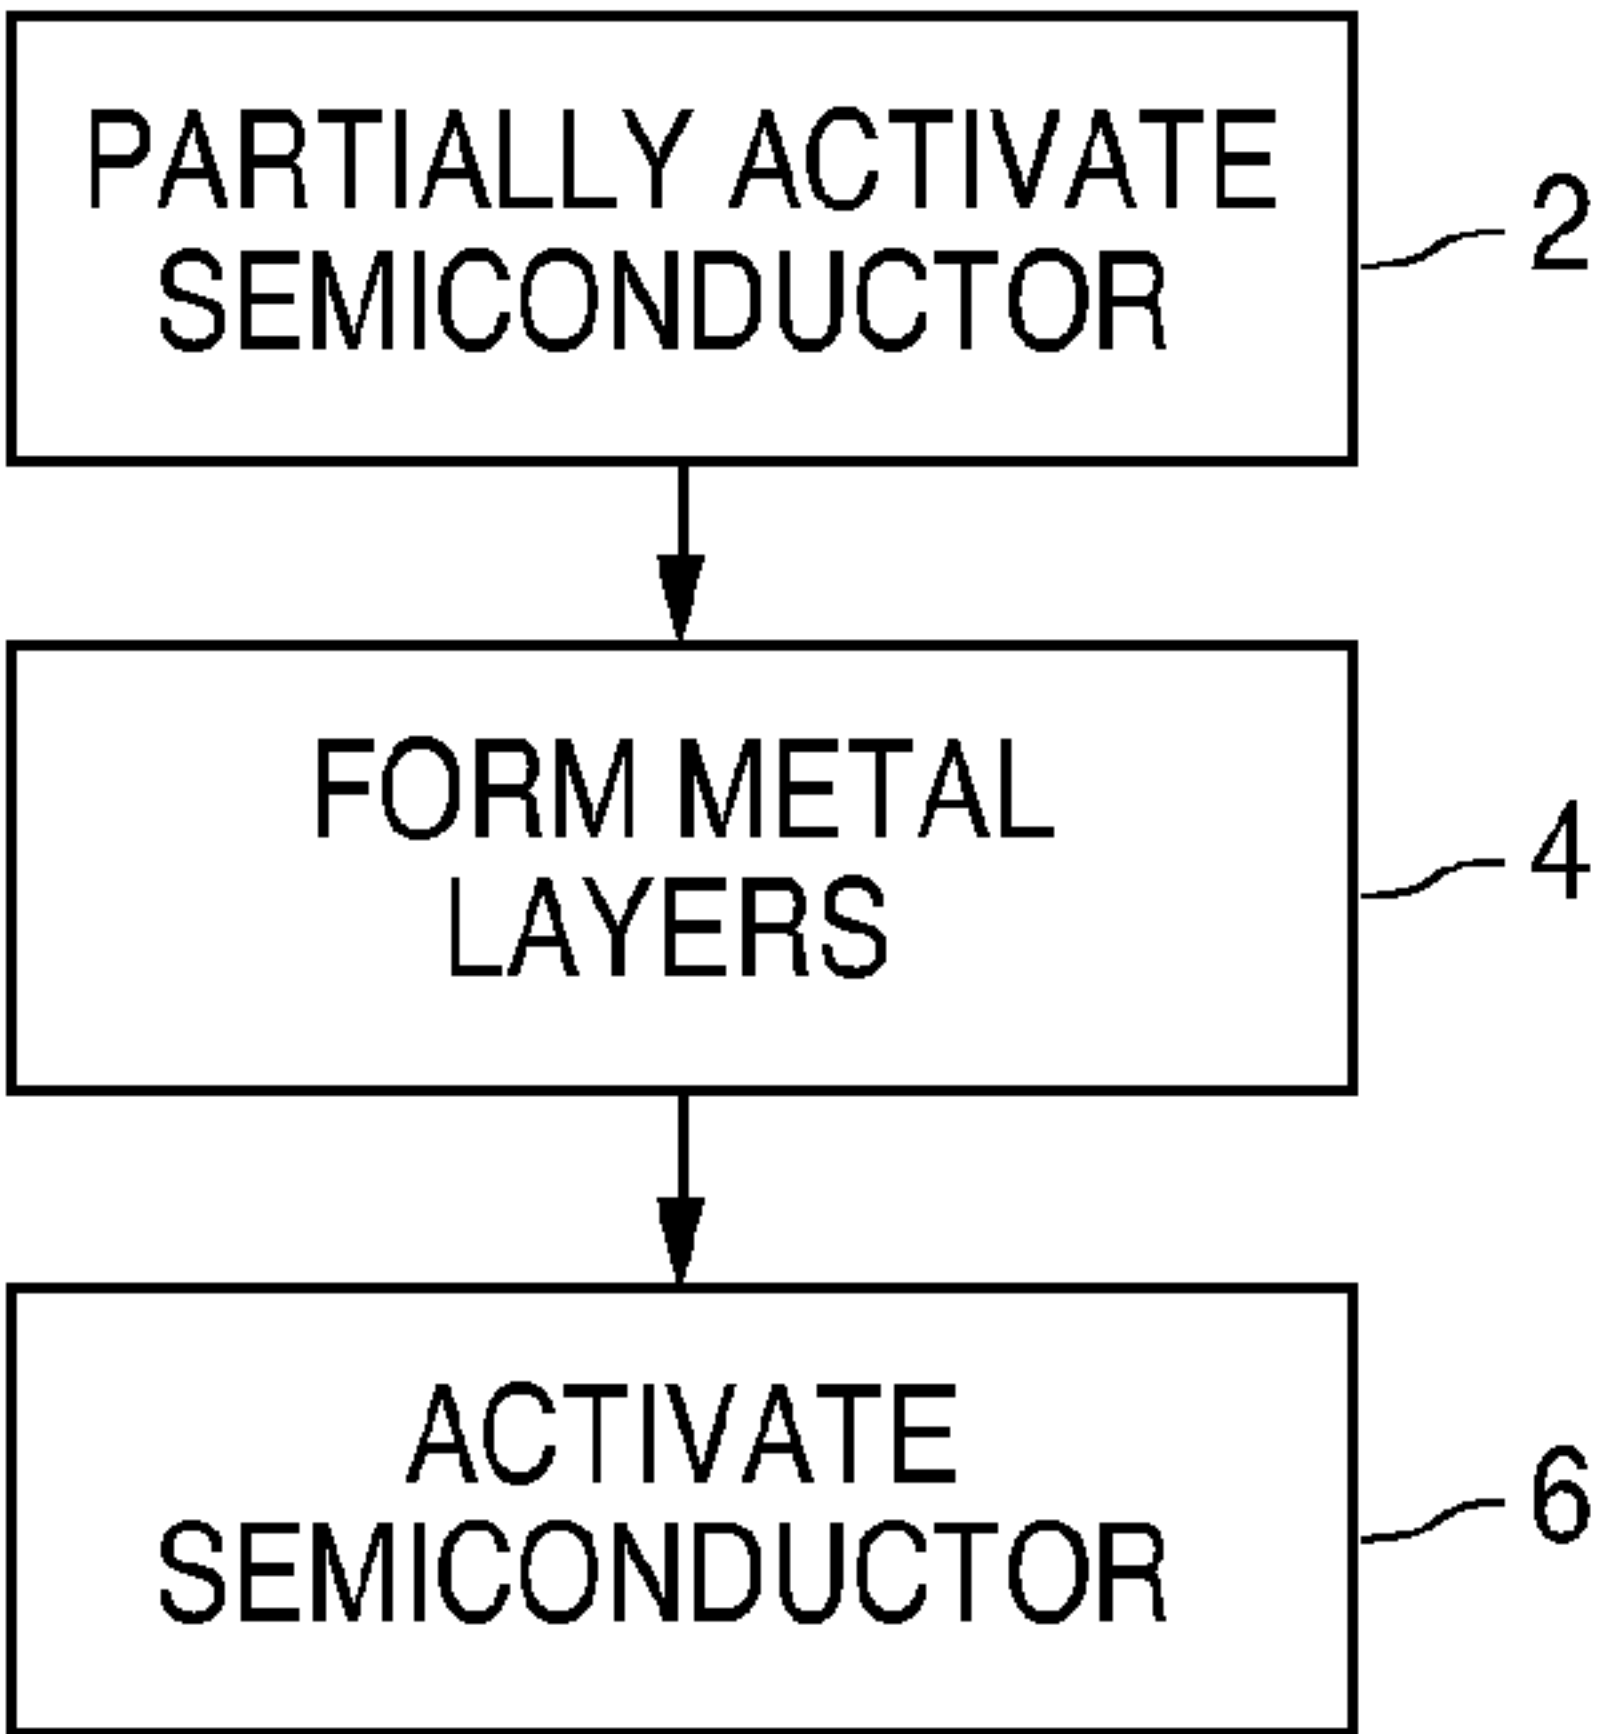 PARTIALLY ACTIVATE
SEMICONDUCTOR
2
FORM METAL
LAYERS
4
ACTIVATE
SEMICONDUCTOR
6